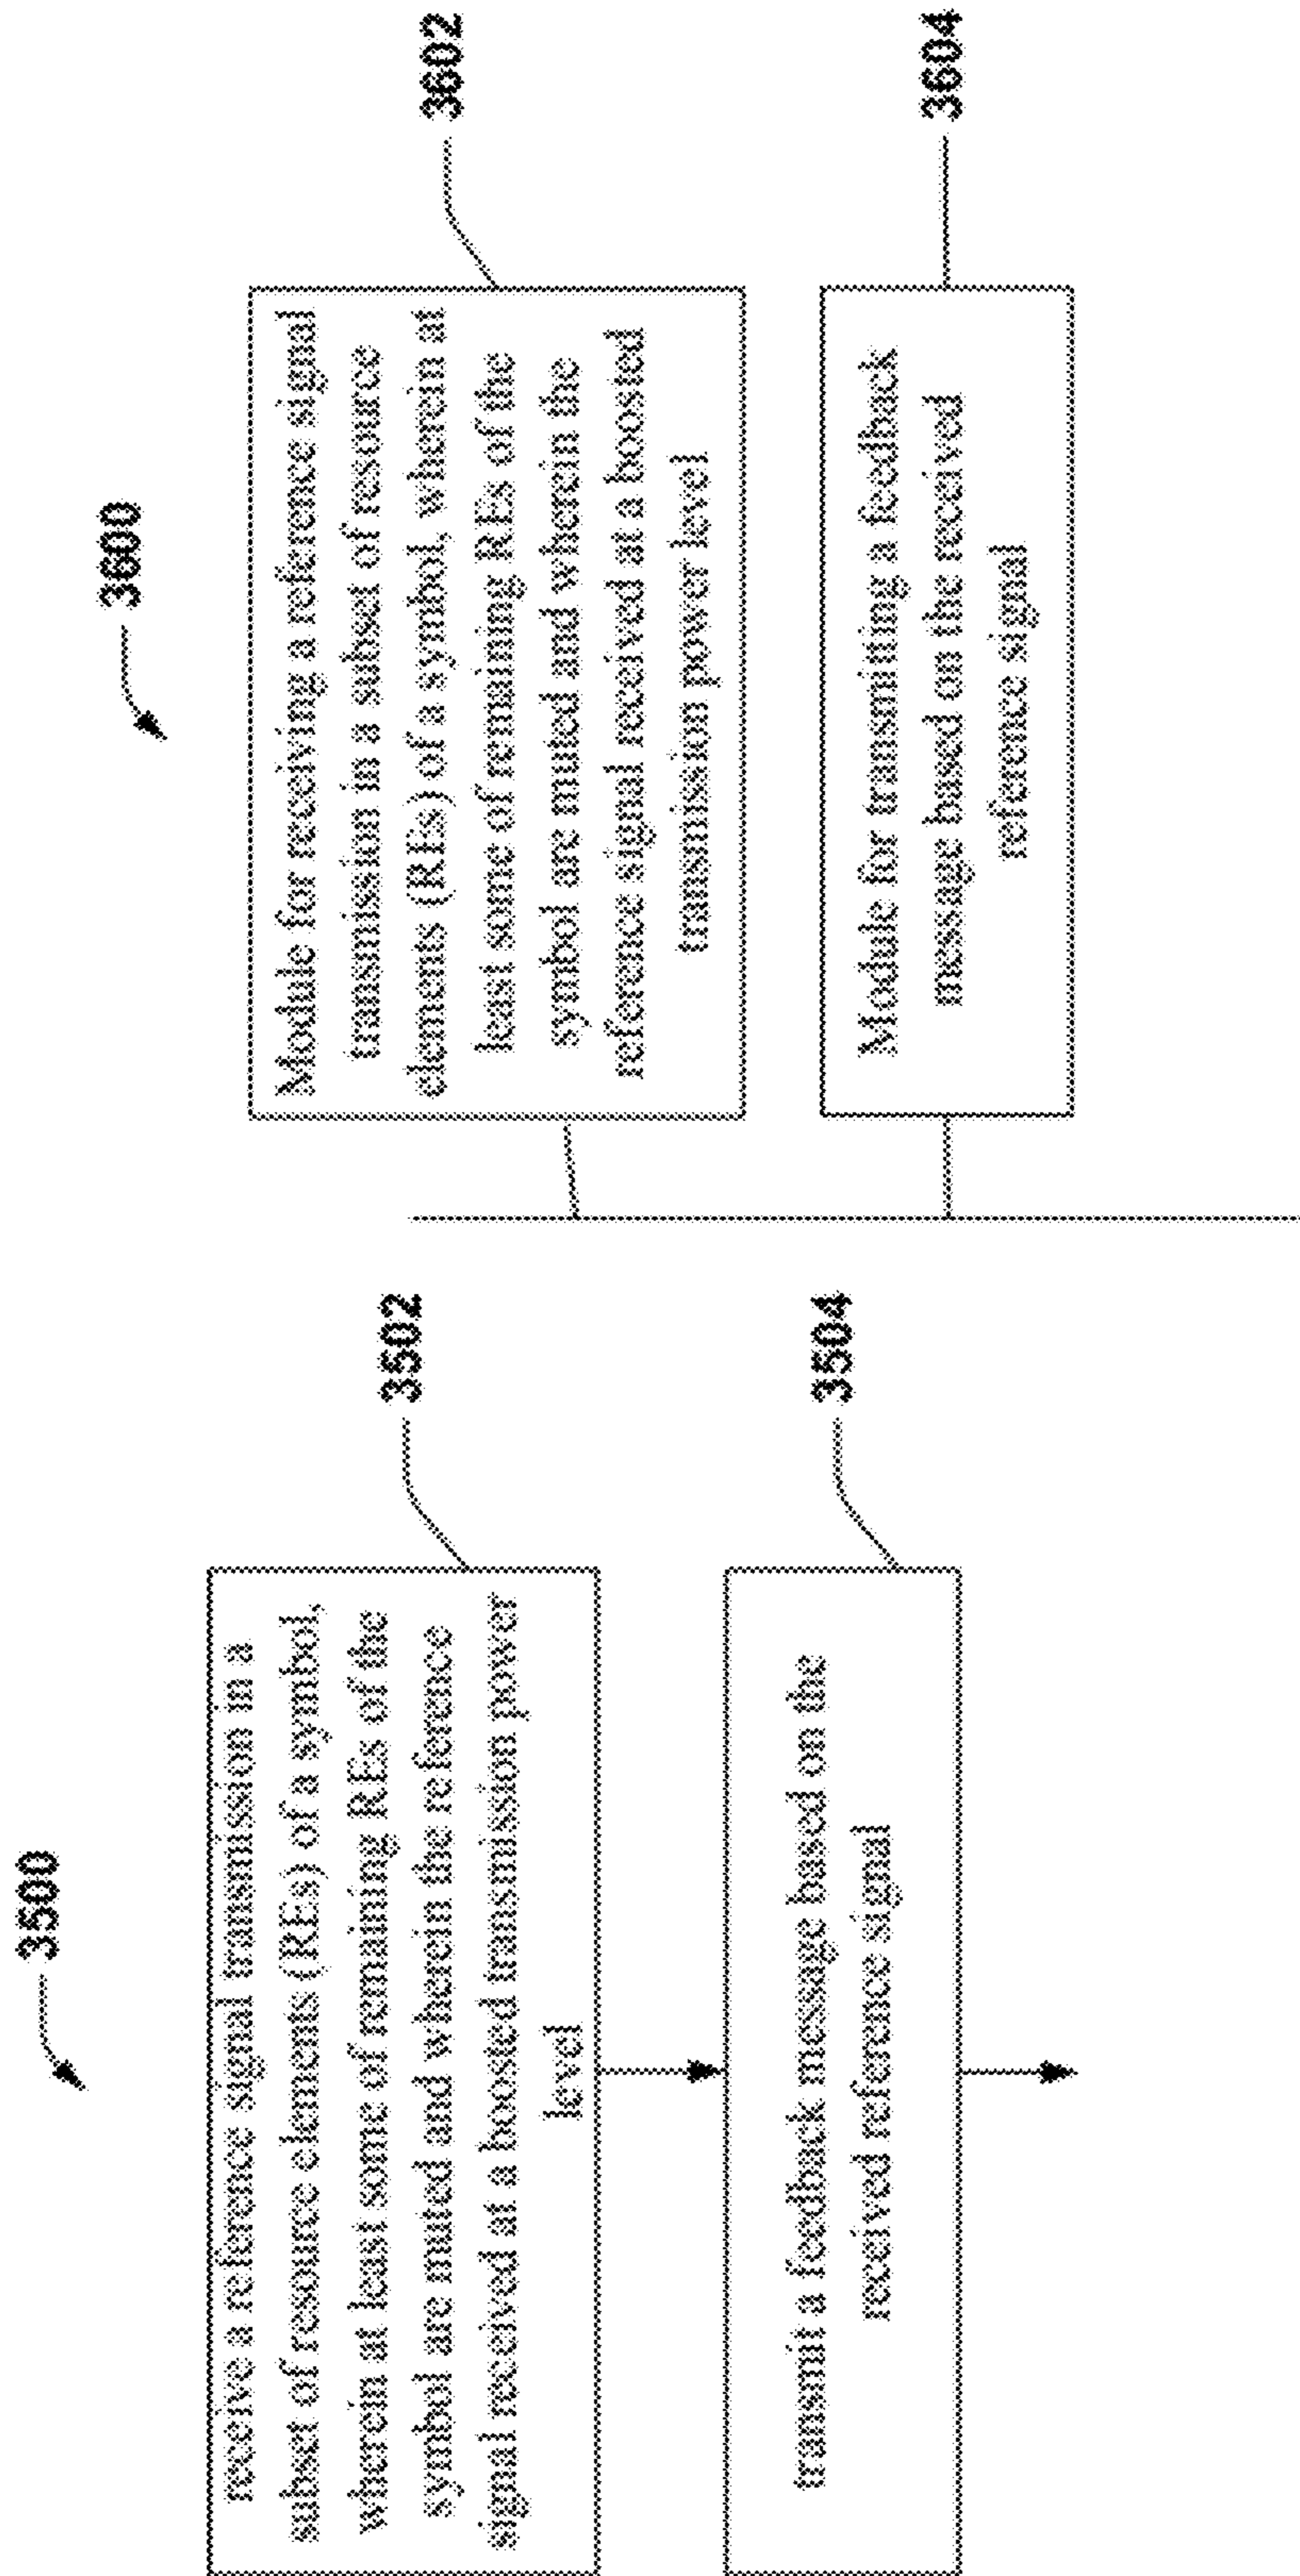 3500
receive a reference signal transmission in a
subset of resource elements (REs) of a symbol,
wherein at least some of remaining REs of the
symbol are muted and wherein the reference
signal received at a boosted transmission power
level
3502
transmit a feedback message based on the
received reference signal
3504
3600
Module for receiving a reference signal
transmission in a subset of resource
elements (REs) of a symbol, wherein at
least some of remaining REs of the
symbol are muted and wherein the
reference signal received at a boosted
transmission power level
3602
Module for transmitting a feedback
message based on the received
reference signal
3604